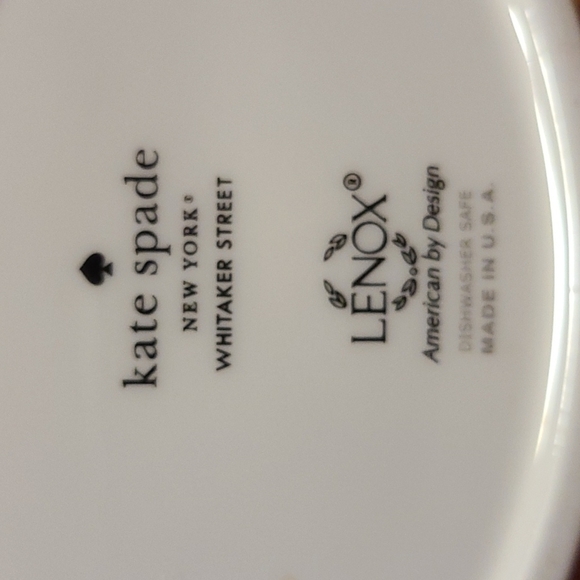 kate spade
NEW YORK®
WHITAKER STREET
LENOX®
American by Design
DISHWASHER SAFE
MADE IN U.S.A.